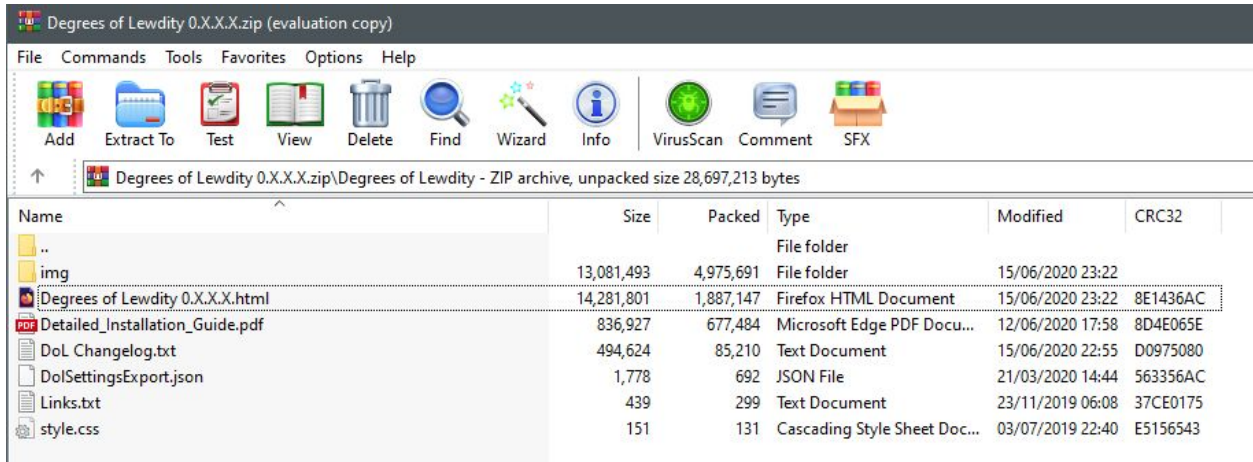 Degrees of Lewdity 0.X.X.X.zip (evaluation copy)
File Commands Tools Favorites Options Help
Add Extract To Test View Delete Find Wizard Info VirusScan Comment SFX
Degrees of Lewdity 0.X.X.X.zip\Degrees of Lewdity - ZIP archive, unpacked size 28,697,213 bytes
Name Size Packed Type Modified CRC32
.. File folder
img 13,081,493 4,975,691 File folder 15/06/2020 23:22
Degrees of Lewdity 0.X.X.X.html 14,281,801 1,887,147 Firefox HTML Document 15/06/2020 23:22 8E1436AC
PDF Detailed_Installation_Guide.pdf 836,927 677,484 Microsoft Edge PDF Docu... 12/06/2020 17:58 8D4E065E
DoL Changelog.txt 494,624 85,210 Text Document 15/06/2020 22:55 D0975080
DolSettingsExport.json 1,778 692 JSON File 21/03/2020 14:44 563356AC
Links.txt 439 299 Text Document 23/11/2019 06:08 37CE0175
style.css 151 131 Cascading Style Sheet Doc... 03/07/2019 22:40 E5156543